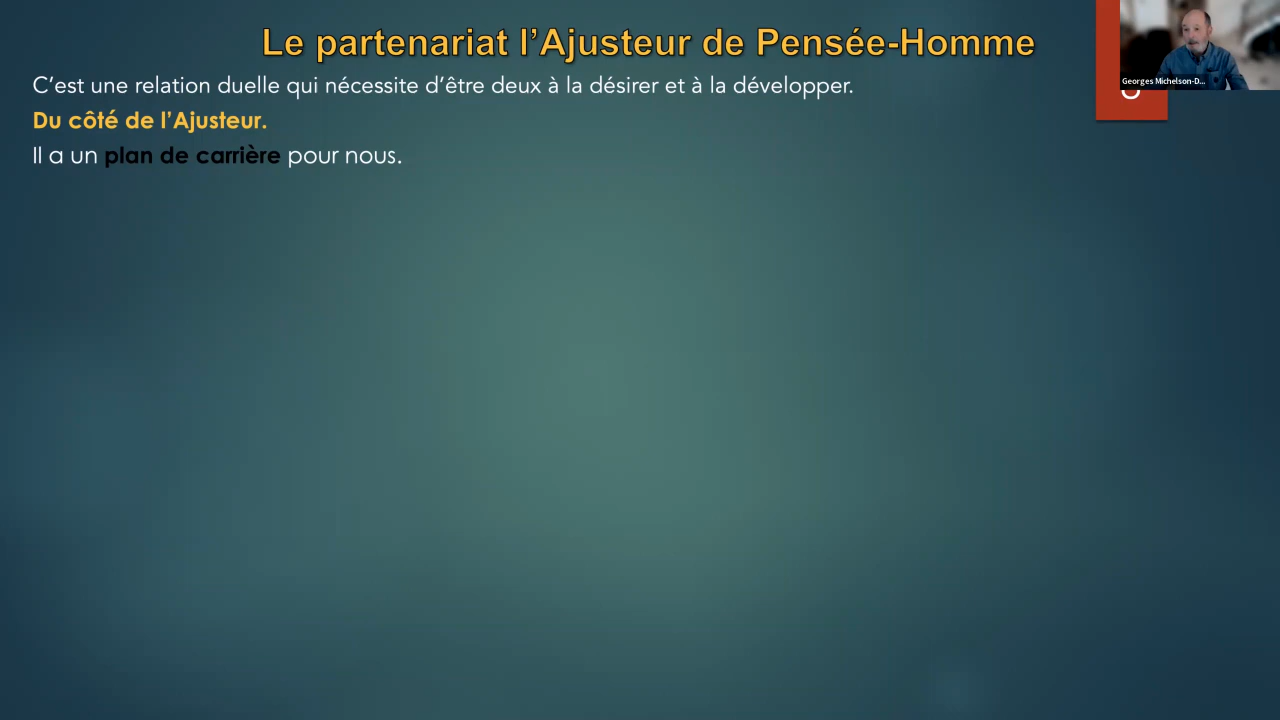 Le partenariat l’Ajusteur de Pensée-Homme
C’est une relation duelle qui nécessite d’être deux à la désirer et à la développer.
Du côté de l’Ajusteur.
Il a un plan de carrière pour nous.
Georges Michelson-D...